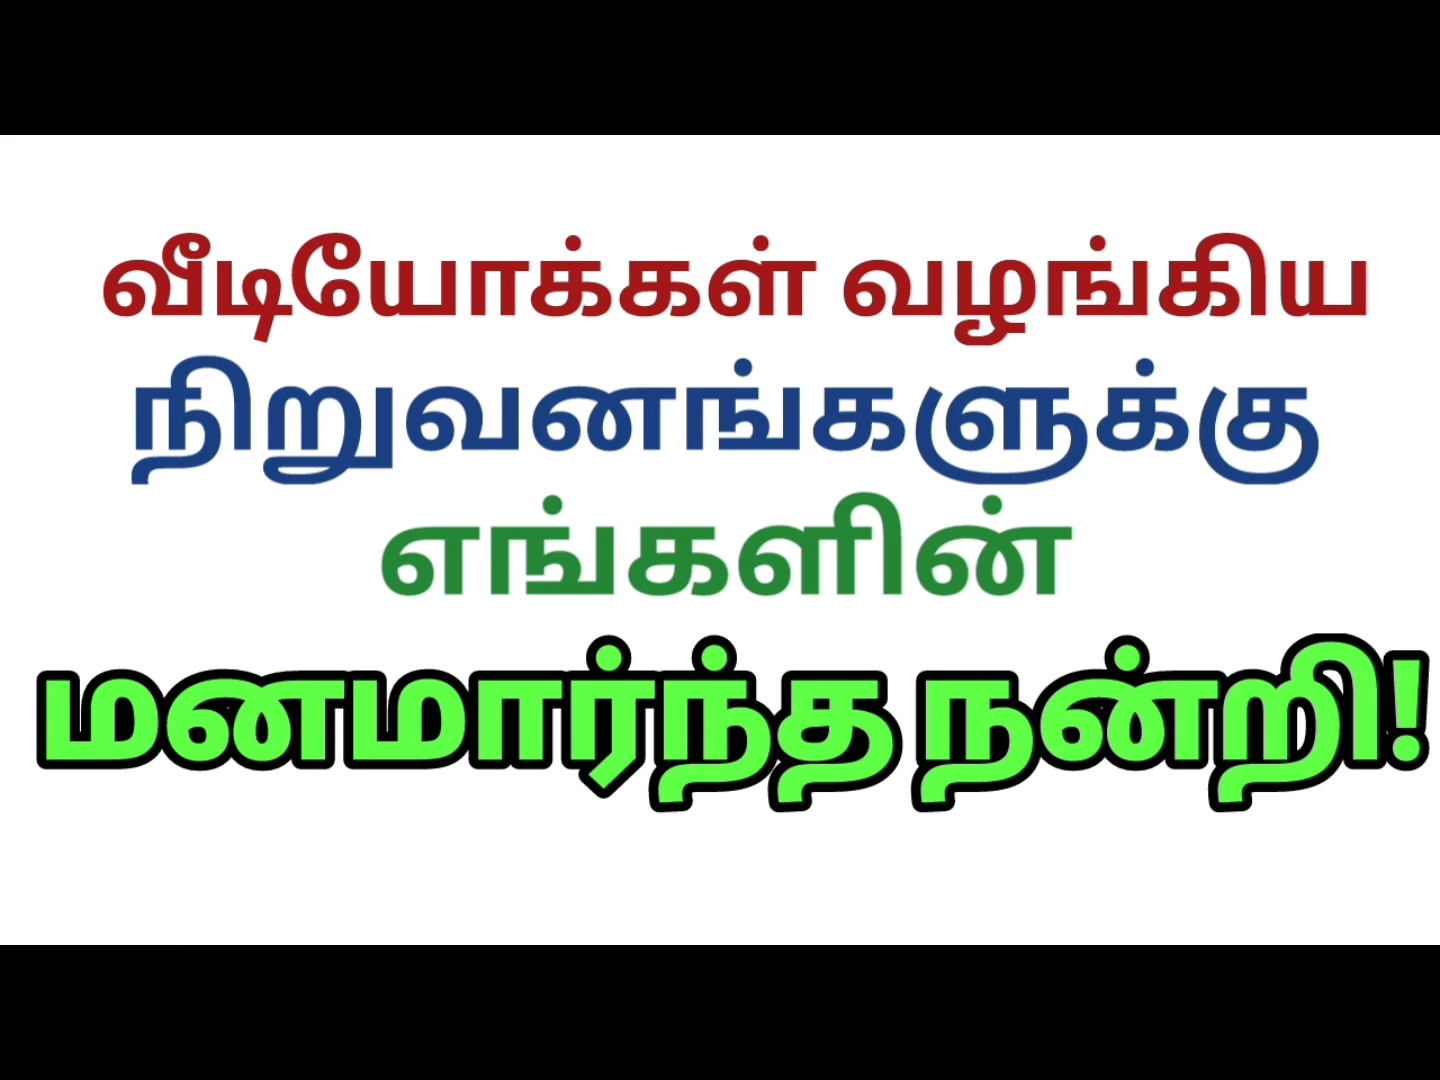 வீடியோக்கள் வழங்கிய
நிறுவனங்களுக்கு
எங்களின்
மனமார்ந்த நன்றி!